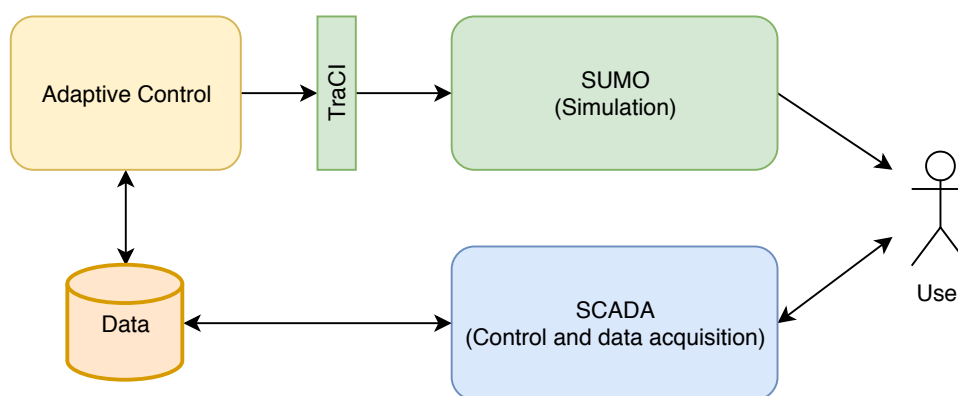 Adaptive Control
TraCI
SUMO
(Simulation)
Data
SCADA
(Control and data acquisition)
Use